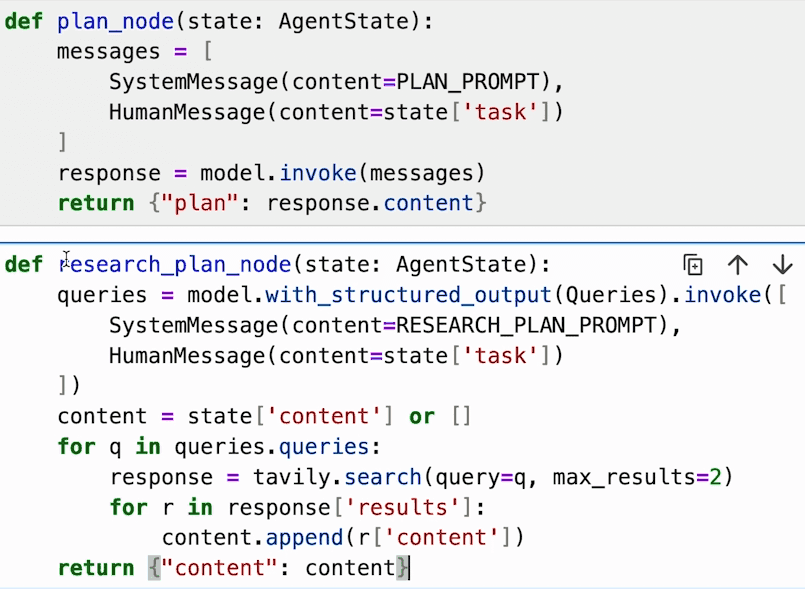 def plan_node(state: AgentState):
    messages = [
        SystemMessage(content=PLAN_PROMPT),
        HumanMessage(content=state['task'])
    ]
    response = model.invoke(messages)
    return {"plan": response.content}
def research_plan_node(state: AgentState):
    queries = model.with_structured_output(Queries).invoke([
        SystemMessage(content=RESEARCH_PLAN_PROMPT),
        HumanMessage(content=state['task'])
    ])
    content = state['content'] or []
    for q in queries.queries:
        response = tavily.search(query=q, max_results=2)
        for r in response['results']:
            content.append(r['content'])
    return {"content": content}